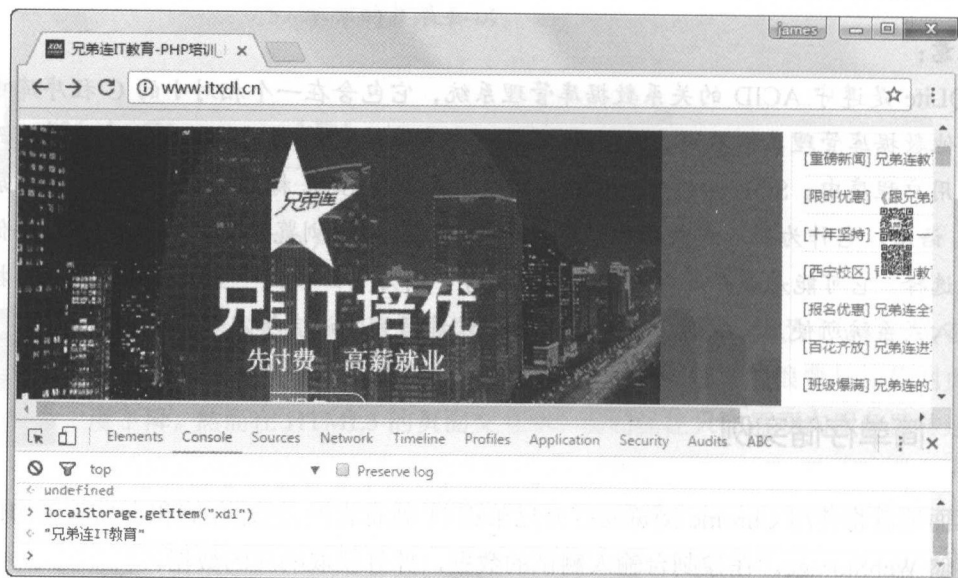 james
兄弟连IT教育-PHP培训
www.itxdl.cn
兄弟连
兄 IT培优
先付费 高薪就业
[重磅新闻] 兄弟连教
[限时优惠] 《跟兄弟
[十年坚持]
[西宁校区]
[报名优惠] 兄弟连全
[百花齐放] 兄弟连进
[班级爆满] 兄弟连的
Elements Console Sources Network Timeline Profiles Application Security Audits ABC
top Preserve log
undefined
> localStorage.getItem("xdl")
"兄弟连IT教育"
>